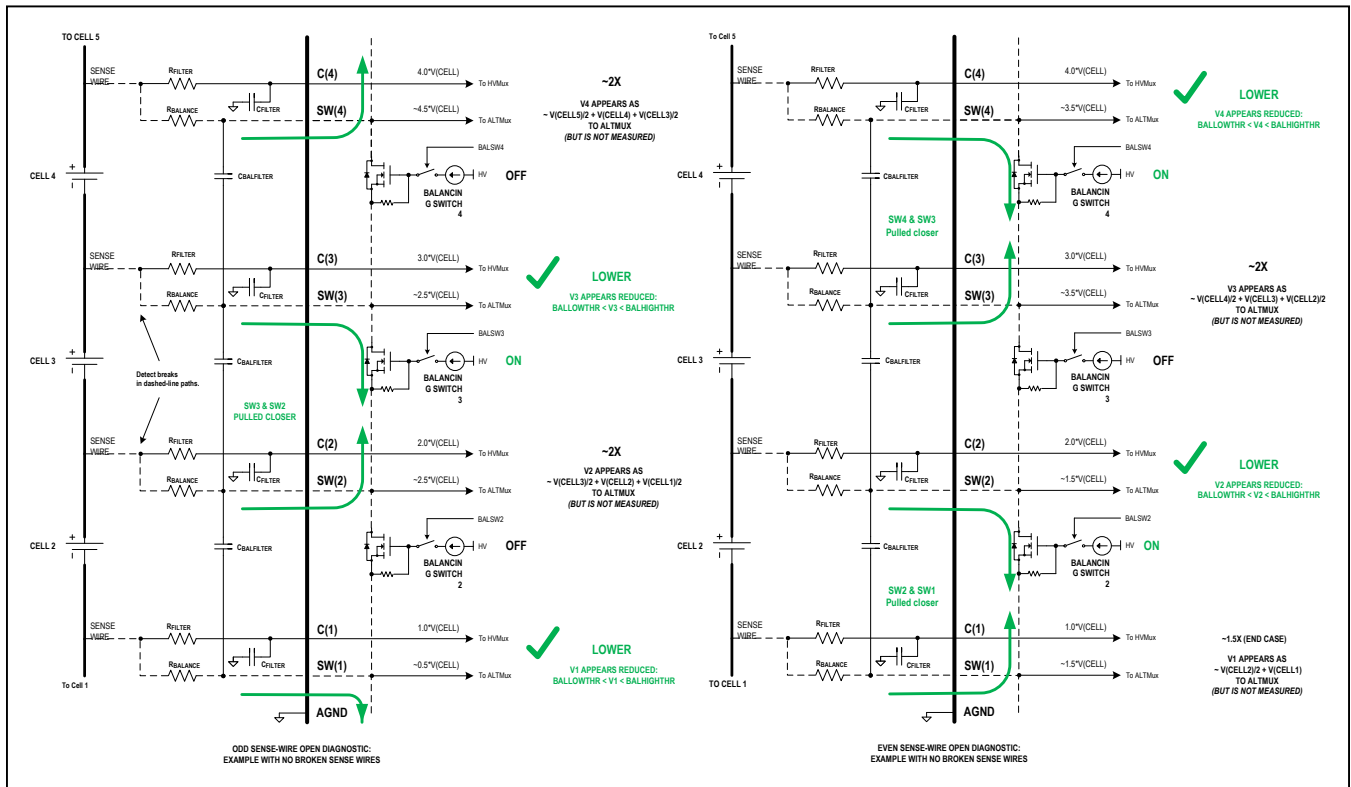 TO CELL 5
SENSE
WIRE
RFILTER
C(4)
4.0*V(CELL)
To HVMux
CFILTER
RBALANCE
SW(4)
~4.5*V(CELL)
To ALTMux
~2X
V4 APPEARS AS
~ V(CELL5)/2 + V(CELL4) + V(CELL3)/2
TO ALTMUX
(BUT IS NOT MEASURED)
BALSW4
CELL 4
+
-
CBALFILTER
HV
OFF
BALANCIN
G SWITCH
4
SENSE
WIRE
RFILTER
C(3)
3.0*V(CELL)
To HVMux
CFILTER
RBALANCE
SW(3)
~2.5*V(CELL)
To ALTMux
LOWER
V3 APPEARS REDUCED:
BALLOWTHR < V3 < BALHIGHTHR
BALSW3
CELL 3
+
-
Detect breaks
in dashed-line paths.
CBALFILTER
HV
ON
BALANCIN
G SWITCH
3
SW3 & SW2
PULLED CLOSER
SENSE
WIRE
RFILTER
C(2)
2.0*V(CELL)
To HVMux
CFILTER
RBALANCE
SW(2)
~2.5*V(CELL)
To ALTMux
~2X
V2 APPEARS AS
~ V(CELL3)/2 + V(CELL2) + V(CELL1)/2
TO ALTMUX
(BUT IS NOT MEASURED)
BALSW2
CELL 2
+
-
CBALFILTER
HV
OFF
BALANCIN
G SWITCH
2
SENSE
WIRE
RFILTER
C(1)
1.0*V(CELL)
To HVMux
CFILTER
RBALANCE
SW(1)
~0.5*V(CELL)
To ALTMux
LOWER
V1 APPEARS REDUCED:
BALLOWTHR < V1 < BALHIGHTHR
To Cell 1
AGND
ODD SENSE-WIRE OPEN DIAGNOSTIC:
EXAMPLE WITH NO BROKEN SENSE WIRES
To Cell 5
SENSE
WIRE
RFILTER
C(4)
4.0*V(CELL)
To HVMux
CFILTER
RBALANCE
SW(4)
~3.5*V(CELL)
To ALTMux
LOWER
V4 APPEARS REDUCED:
BALLOWTHR < V4 < BALHIGHTHR
BALSW4
CELL 4
+
-
CBALFILTER
HV
ON
BALANCIN
G SWITCH
4
SW4 & SW3
Pulled closer
SENSE
WIRE
RFILTER
C(3)
3.0*V(CELL)
To HVMux
CFILTER
RBALANCE
SW(3)
~3.5*V(CELL)
To ALTMux
~2X
V3 APPEARS AS
~ V(CELL4)/2 + V(CELL3) + V(CELL2)/2
TO ALTMUX
(BUT IS NOT MEASURED)
BALSW3
CELL 3
+
-
CBALFILTER
HV
OFF
BALANCIN
G SWITCH
3
SENSE
WIRE
RFILTER
C(2)
2.0*V(CELL)
To HVMux
CFILTER
RBALANCE
SW(2)
~1.5*V(CELL)
To ALTMux
LOWER
V2 APPEARS REDUCED:
BALLOWTHR < V2 < BALHIGHTHR
BALSW2
CELL 2
+
-
CBALFILTER
HV
ON
BALANCIN
G SWITCH
2
SW2 & SW1
Pulled closer
SENSE
WIRE
RFILTER
C(1)
1.0*V(CELL)
To HVMux
CFILTER
RBALANCE
SW(1)
~1.5*V(CELL)
To ALTMux
~1.5X (END CASE)
V1 APPEARS AS
~ V(CELL2)/2 + V(CELL1)
TO ALTMUX
(BUT IS NOT MEASURED)
TO CELL 1
AGND
EVEN SENSE-WIRE OPEN DIAGNOSTIC:
EXAMPLE WITH NO BROKEN SENSE WIRES